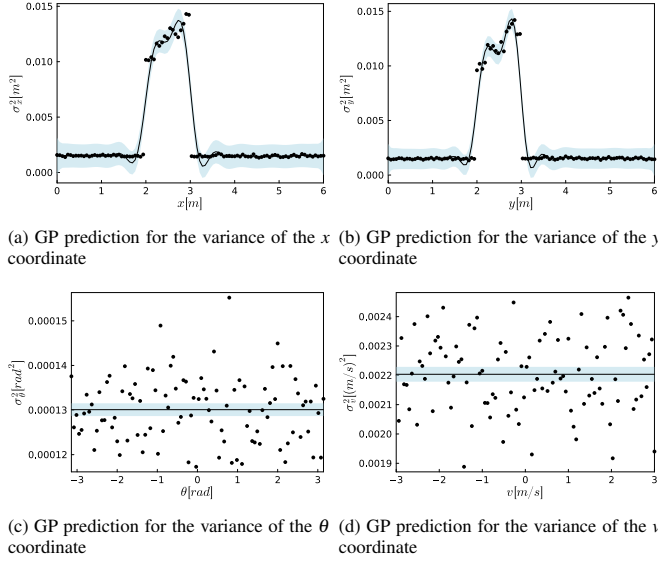 0.015
0.010
0.005
0.000
σ²ₓ[m²]
0 1 2 3 4 5 6
x[m]
0.015
0.010
0.005
0.000
σ²ᵧ[m²]
0 1 2 3 4 5 6
y[m]
(a) GP prediction for the variance of the x
coordinate
(b) GP prediction for the variance of the y
coordinate
0.00015
0.00014
0.00013
0.00012
σ²_θ[rad²]
−3 −2 −1 0 1 2 3
θ[rad]
0.0024
0.0023
0.0022
0.0021
0.0020
0.0019
σ²ᵥ[(m/s)²]
−3 −2 −1 0 1 2 3
v[m/s]
(c) GP prediction for the variance of the θ
coordinate
(d) GP prediction for the variance of the v
coordinate